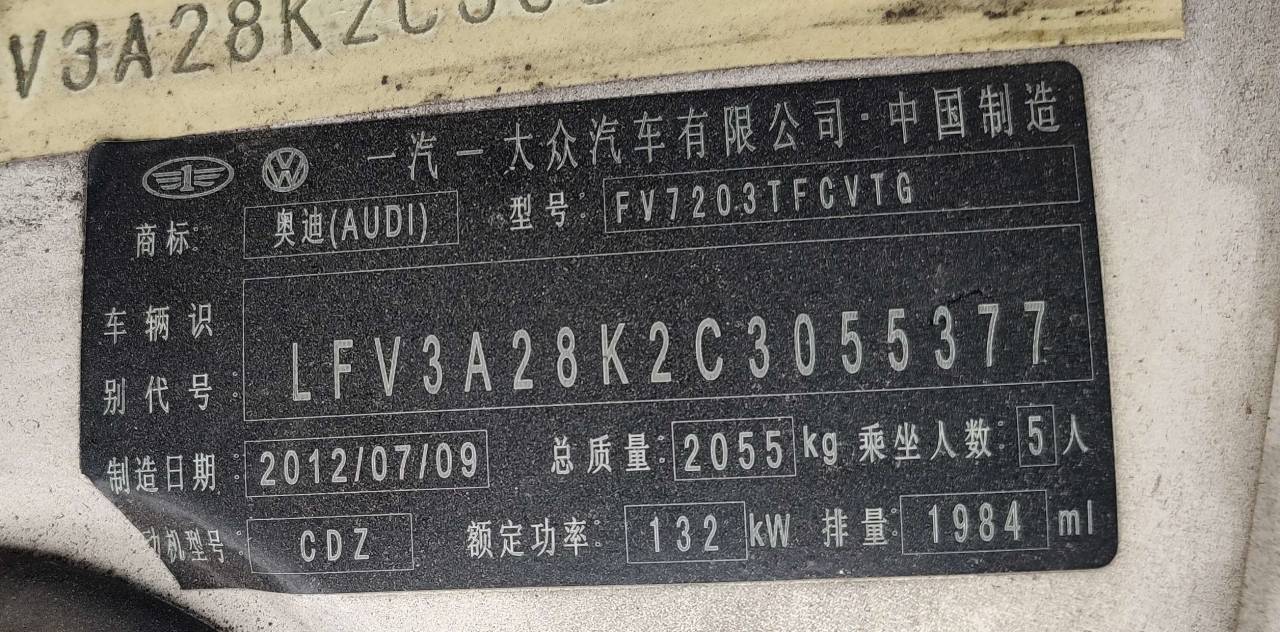 V3A28K2C30
一汽一大众汽车有限公司·中国制造
商标: 奥迪(AUDI) 型号: FV7203TFCVTG
车辆识
别代号: LFV3A28K2C3055377
制造日期: 2012/07/09 总质量: 2055 kg 乘坐人数: 5 人
动机型号: CDZ 额定功率: 132 kW 排量: 1984 ml